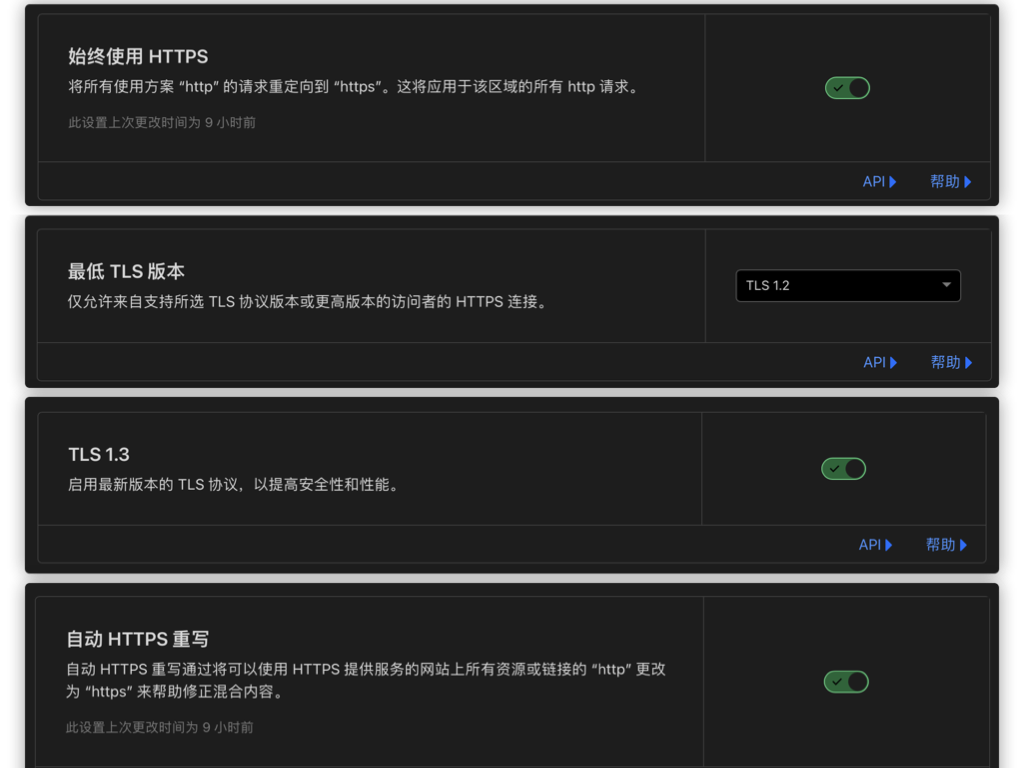 始终使用 HTTPS
将所有使用方案 “http” 的请求重定向到 “https”。这将应用于该区域的所有 http 请求。
此设置上次更改时间为 9 小时前
API
帮助
最低 TLS 版本
仅允许来自支持所选 TLS 协议版本或更高版本的访问者的 HTTPS 连接。
TLS 1.2
API
帮助
TLS 1.3
启用最新版本的 TLS 协议，以提高安全性和性能。
API
帮助
自动 HTTPS 重写
自动 HTTPS 重写通过将可以使用 HTTPS 提供服务的网站上所有资源或链接的 “http” 更改
为 “https” 来帮助修正混合内容。
此设置上次更改时间为 9 小时前